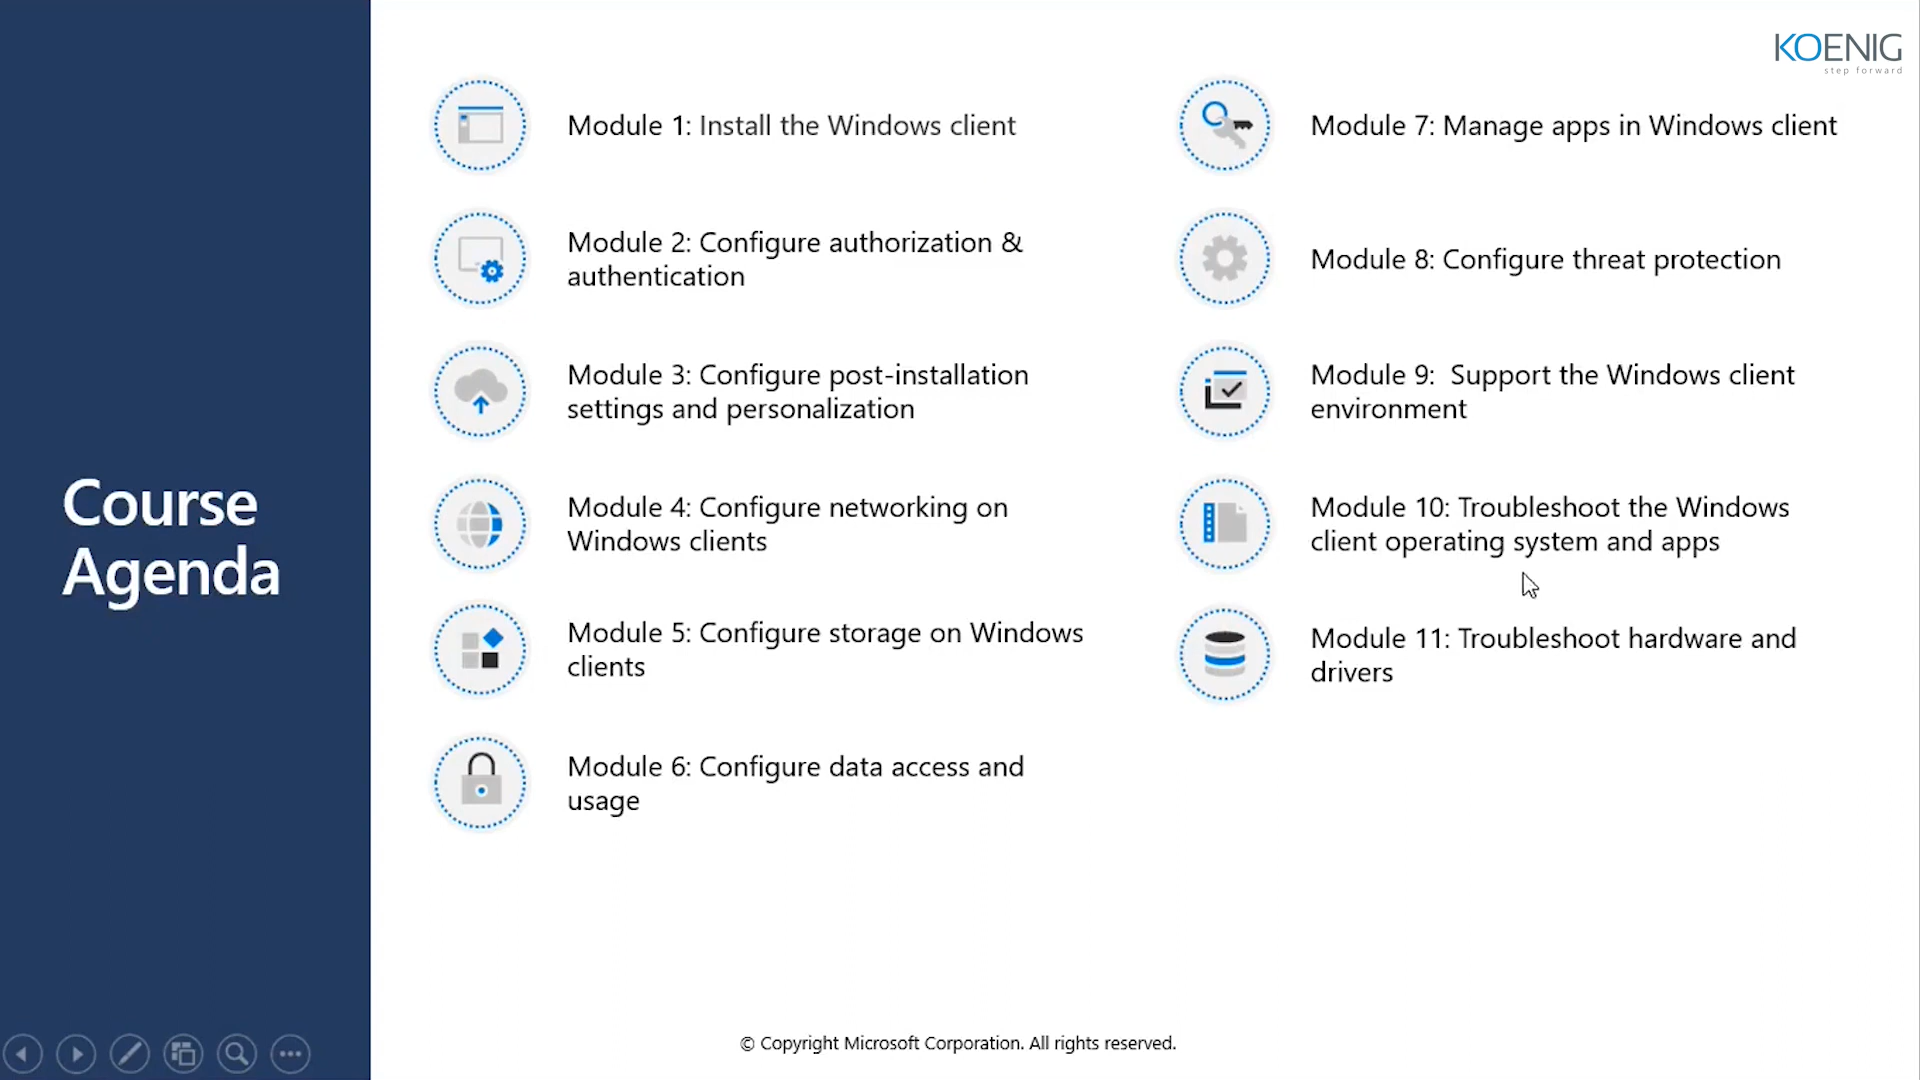 KOENIG
step forward
Course
Agenda
Module 1: Install the Windows client
Module 2: Configure authorization &
authentication
Module 3: Configure post-installation
settings and personalization
Module 4: Configure networking on
Windows clients
Module 5: Configure storage on Windows
clients
Module 6: Configure data access and
usage
Module 7: Manage apps in Windows client
Module 8: Configure threat protection
Module 9:  Support the Windows client
environment
Module 10: Troubleshoot the Windows
client operating system and apps
Module 11: Troubleshoot hardware and
drivers
© Copyright Microsoft Corporation. All rights reserved.